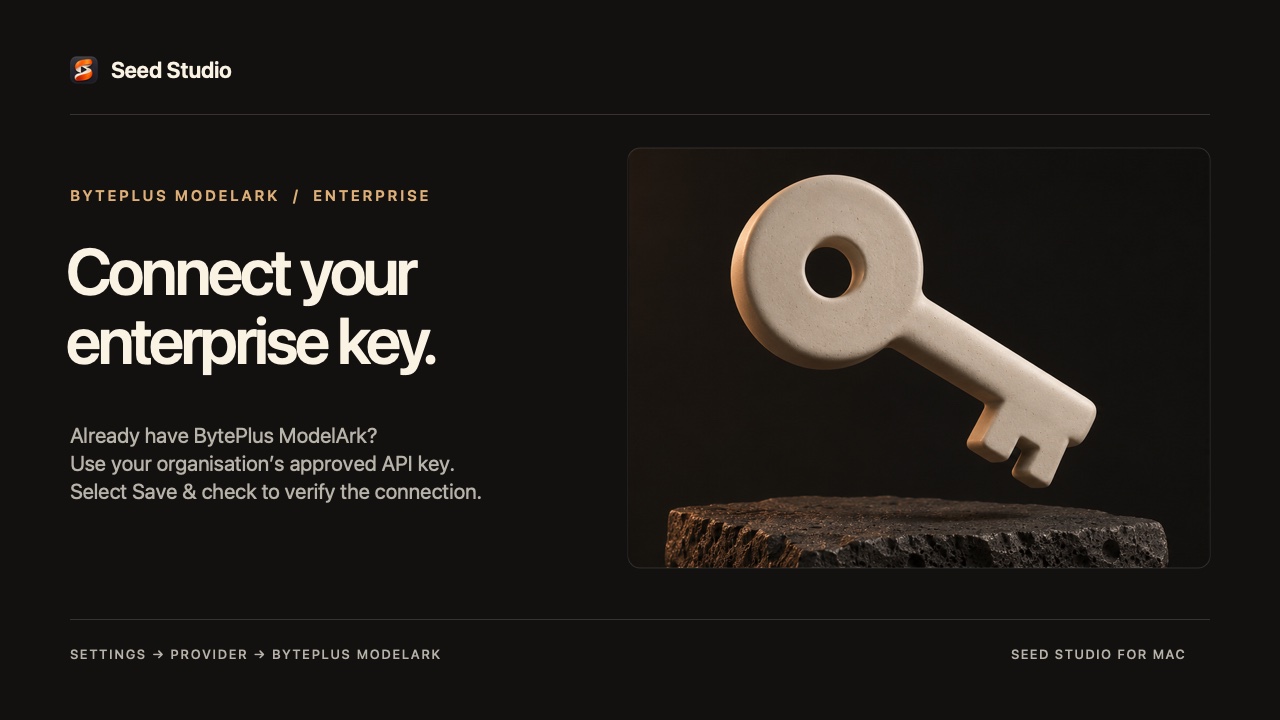 Seed Studio
BYTEPLUS MODELARK / ENTERPRISE
Connect your
enterprise key.
Already have BytePlus ModelArk?
Use your organisation’s approved API key.
Select Save & check to verify the connection.
SETTINGS → PROVIDER → BYTEPLUS MODELARK
SEED STUDIO FOR MAC